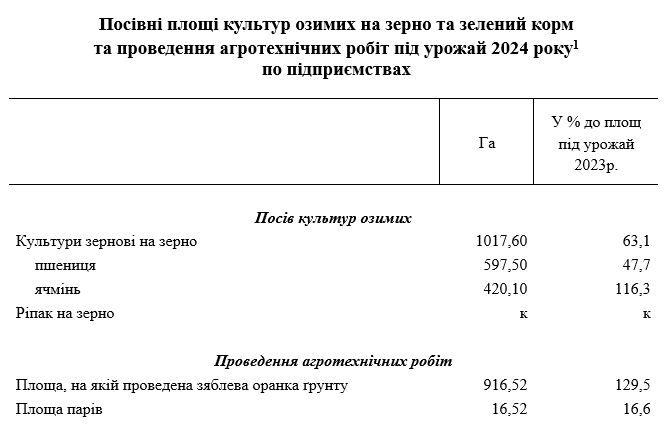 Посівні площі культур озимих на зерно та зелений корм
та проведення агротехнічних робіт під урожай 2024 року¹
по підприємствах
Га
У % до площ
під урожай
2023р.
Посів культур озимих
Культури зернові на зерно 1017,60 63,1
пшениця 597,50 47,7
ячмінь 420,10 116,3
Ріпак на зерно к к
Проведення агротехнічних робіт
Площа, на якій проведена зяблева оранка ґрунту 916,52 129,5
Площа парів 16,52 16,6